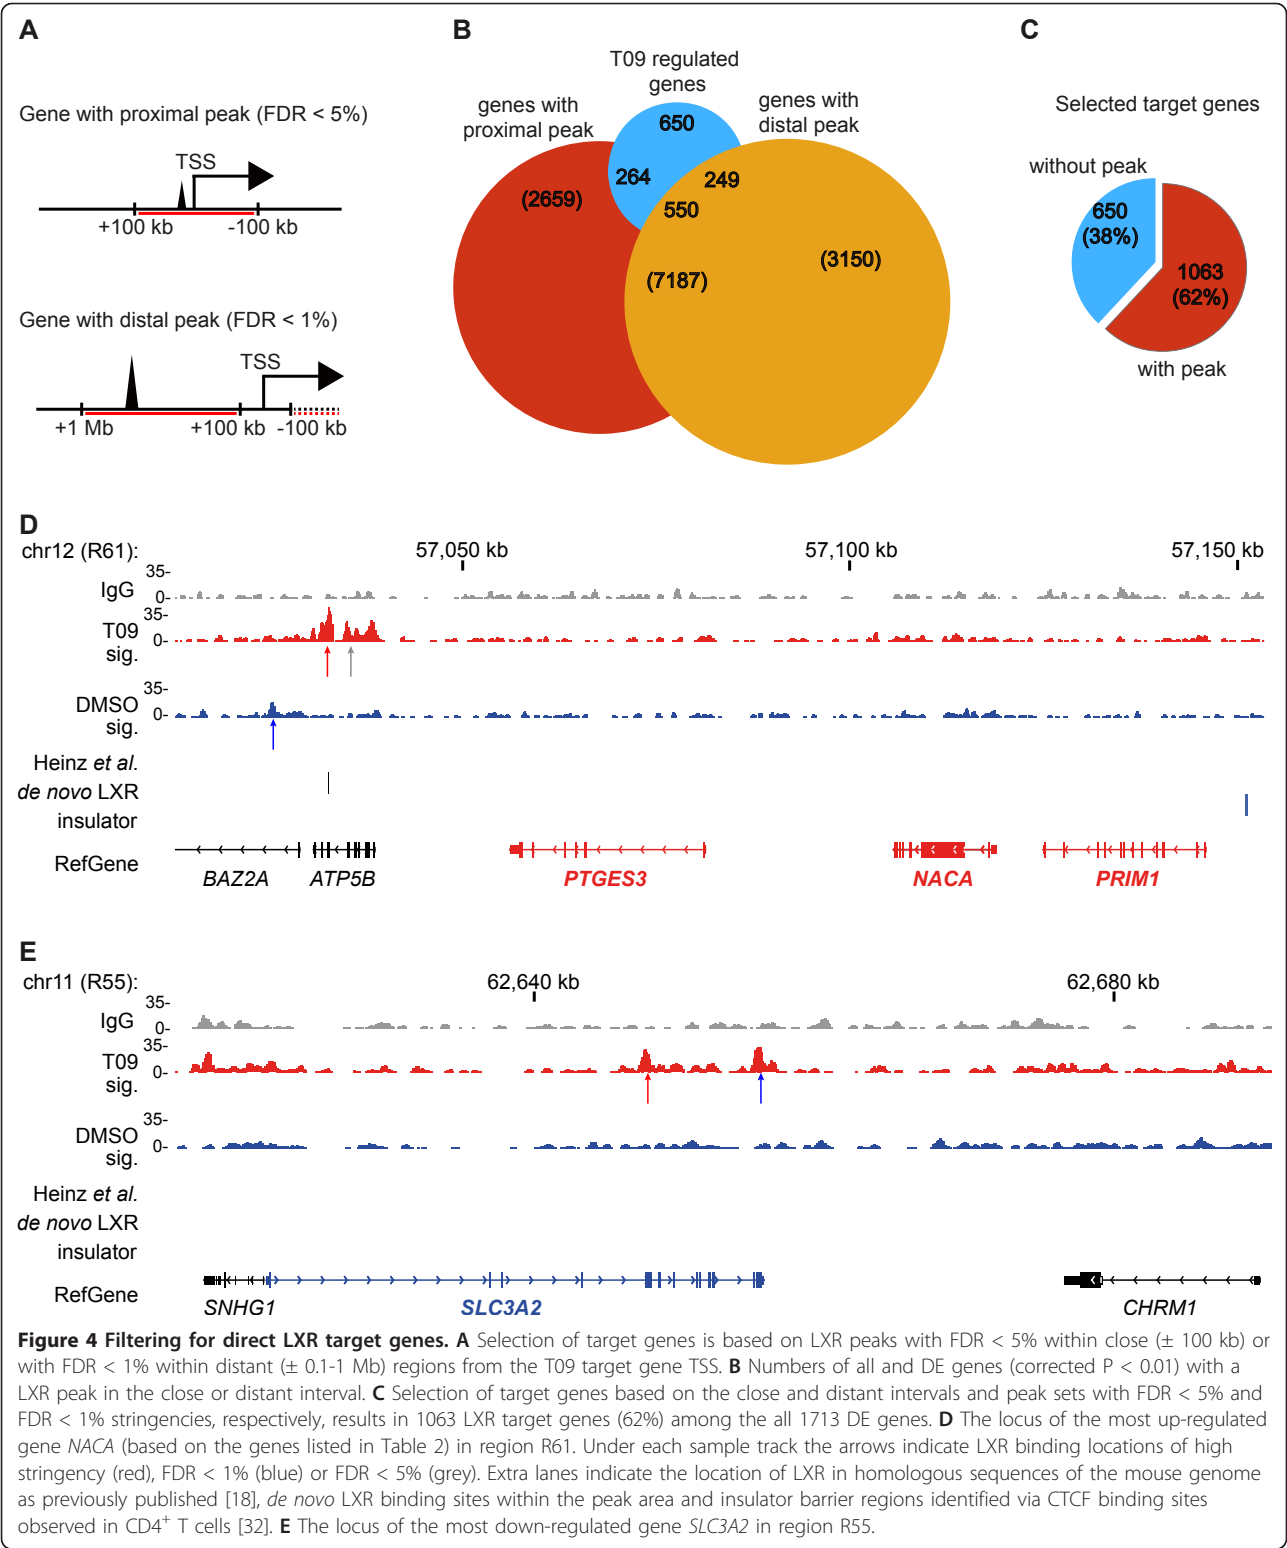 A
Gene with proximal peak (FDR < 5%)
TSS
+100 kb
-100 kb
Gene with distal peak (FDR < 1%)
TSS
+1 Mb
+100 kb
-100 kb
B
T09 regulated
genes
genes with
proximal peak
genes with
distal peak
650
264
249
550
(2659)
(7187)
(3150)
C
Selected target genes
without peak
650
(38%)
1063
(62%)
with peak
D
chr12 (R61):
57,050 kb
57,100 kb
57,150 kb
IgG
35-
0-
T09
sig.
35-
0-
DMSO
sig.
35-
0-
Heinz et al.
de novo LXR
insulator
RefGene
BAZ2A
ATP5B
PTGES3
NACA
PRIM1
E
chr11 (R55):
62,640 kb
62,680 kb
IgG
35-
0-
T09
sig.
35-
0-
DMSO
sig.
35-
0-
Heinz et al.
de novo LXR
insulator
RefGene
SNHG1
SLC3A2
CHRM1
Figure 4 Filtering for direct LXR target genes. A Selection of target genes is based on LXR peaks with FDR < 5% within close (± 100 kb) or
with FDR < 1% within distant (± 0.1-1 Mb) regions from the T09 target gene TSS. B Numbers of all and DE genes (corrected P < 0.01) with a
LXR peak in the close or distant interval. C Selection of target genes based on the close and distant intervals and peak sets with FDR < 5% and
FDR < 1% stringencies, respectively, results in 1063 LXR target genes (62%) among the all 1713 DE genes. D The locus of the most up-regulated
gene NACA (based on the genes listed in Table 2) in region R61. Under each sample track the arrows indicate LXR binding locations of high
stringency (red), FDR < 1% (blue) or FDR < 5% (grey). Extra lanes indicate the location of LXR in homologous sequences of the mouse genome
as previously published [18], de novo LXR binding sites within the peak area and insulator barrier regions identified via CTCF binding sites
observed in CD4+ T cells [32]. E The locus of the most down-regulated gene SLC3A2 in region R55.